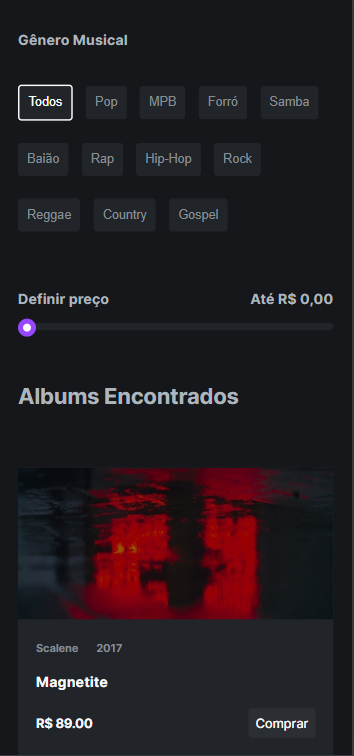 Gênero Musical
Todos Pop MPB Forró Samba
Baião Rap Hip-Hop Rock
Reggae Country Gospel
Definir preço Até R$ 0,00
Albums Encontrados
Scalene 2017
Magnetite
R$ 89.00 Comprar